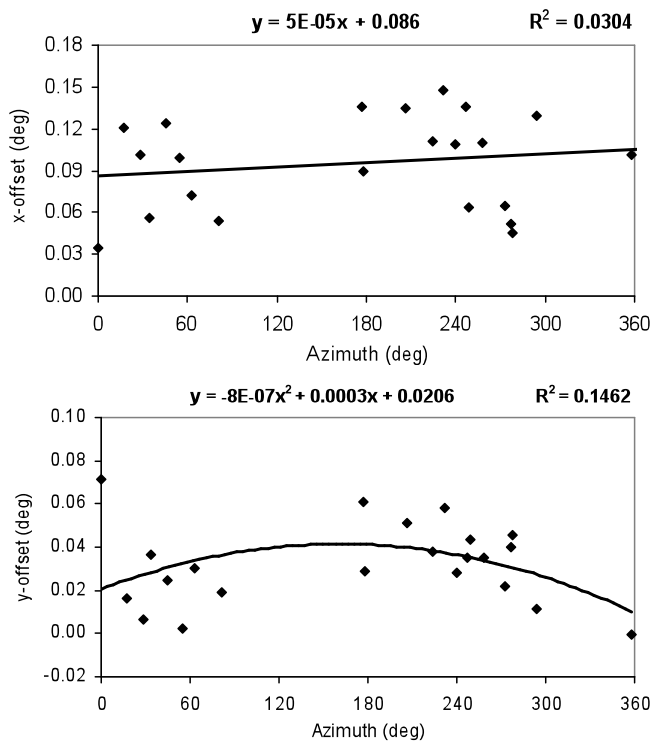 y = 5E-05x + 0.086 R² = 0.0304
0.18
0.15
0.12
0.09
0.06
0.03
0.00
x-offset (deg)
0 60 120 180 240 300 360
Azimuth (deg)
y = -8E-07x² + 0.0003x + 0.0206 R² = 0.1462
0.10
0.08
0.06
0.04
0.02
0.00
-0.02
y-offset (deg)
0 60 120 180 240 300 360
Azimuth (deg)